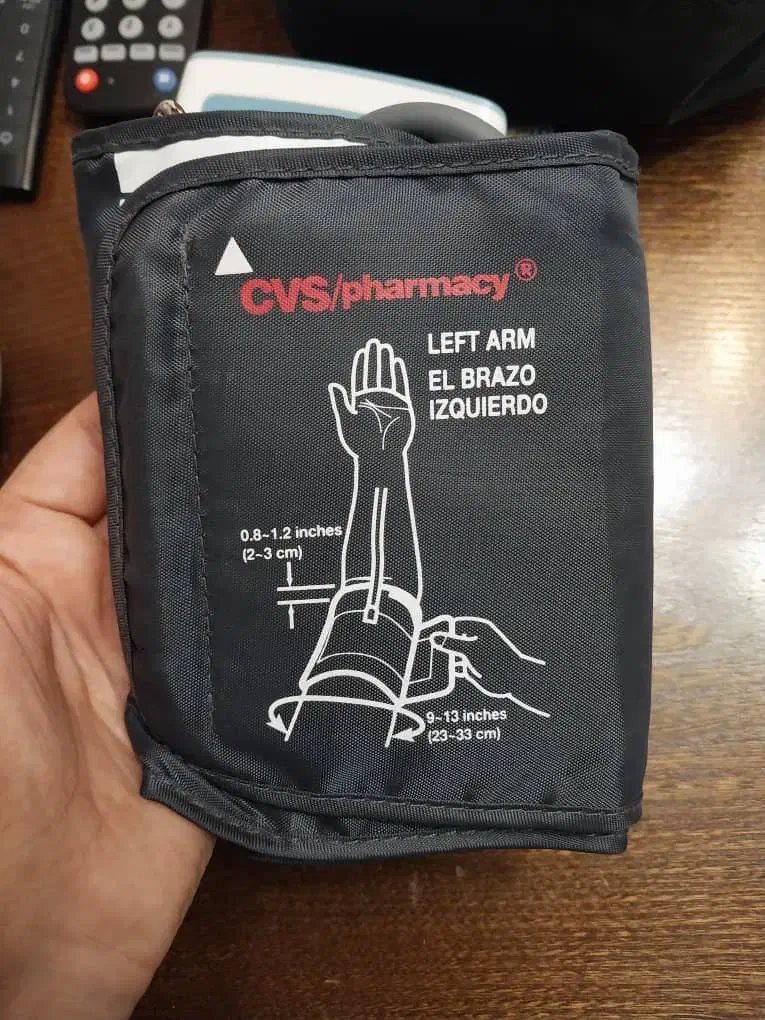 CVS/pharmacy®
LEFT ARM
EL BRAZO
IZQUIERDO
0.8~1.2 inches
(2~3 cm)
9~13 inches
(23~33 cm)